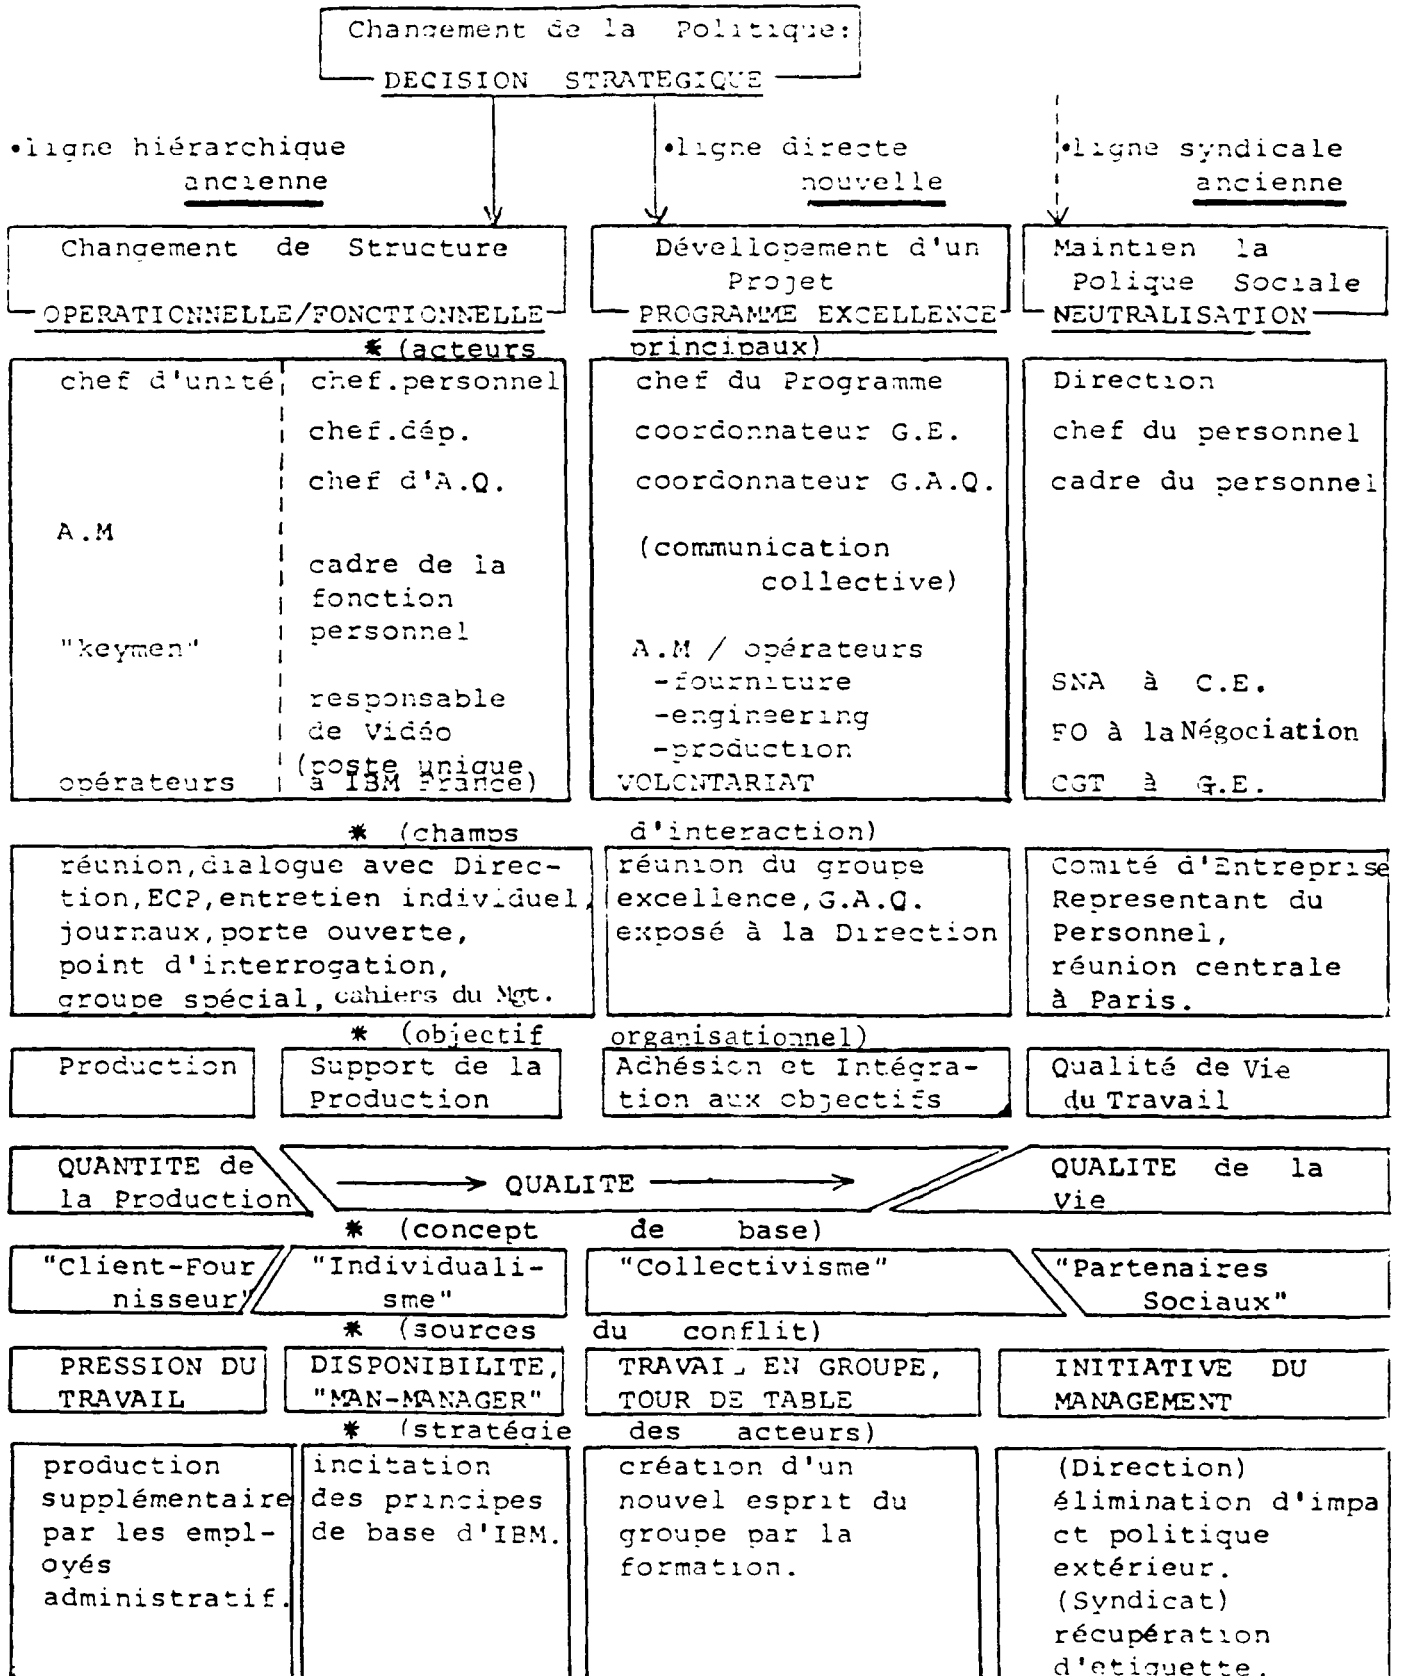 Changement de la Politique:
DECISION STRATEGIQUE
•ligne hiérarchique
ancienne
•ligne directe
nouvelle
•ligne syndicale
ancienne
Changement de Structure
OPERATIONNELLE/FONCTIONNELLE
Dévellopement d'un
Projet
PROGRAMME EXCELLENCE
Maintien la
Polique Sociale
NEUTRALISATION
* (acteurs principaux)
chef d'unité
A.M
"keymen"
opérateurs
chef.personnel
chef.dép.
chef d'A.Q.
cadre de la
fonction
personnel
responsable
de Vidéo
(poste unique
à IBM France)
chef du Programme
coordonnateur G.E.
coordonnateur G.A.Q.
(communication
collective)
A.M / opérateurs
-fourniture
-engineering
-production
VOLONTARIAT
Direction
chef du personnel
cadre du personnel
SNA à C.E.
FO à la Négociation
CGT à G.E.
* (champs d'interaction)
réunion,dialogue avec Direc-
tion,ECP,entretien individuel,
journaux,porte ouverte,
point d'interrogation,
groupe spécial, cahiers du Mgt.
réunion du groupe
excellence,G.A.Q.
exposé à la Direction
Comité d'Entreprise
Representant du
Personnel,
réunion centrale
à Paris.
* (objectif organisationnel)
Production
Support de la
Production
Adhésion et Intégra-
tion aux objectifs
Qualité de Vie
du Travail
QUANTITE de
la Production
QUALITE
QUALITE de la
Vie
* (concept de base)
"Client-Four
nisseur"
"Individuali-
sme"
"Collectivisme"
"Partenaires
Sociaux"
* (sources du conflit)
PRESSION DU
TRAVAIL
DISPONIBILITE,
"MAN-MANAGER"
TRAVAIL EN GROUPE,
TOUR DE TABLE
INITIATIVE DU
MANAGEMENT
* (stratégie des acteurs)
production
supplémentaire
par les empl-
oyés
administratif.
incitation
des principes
de base d'IBM.
création d'un
nouvel esprit du
groupe par la
formation.
(Direction)
élimination d'impa
ct politique
extérieur.
(Syndicat)
récupération
d'etiquette.